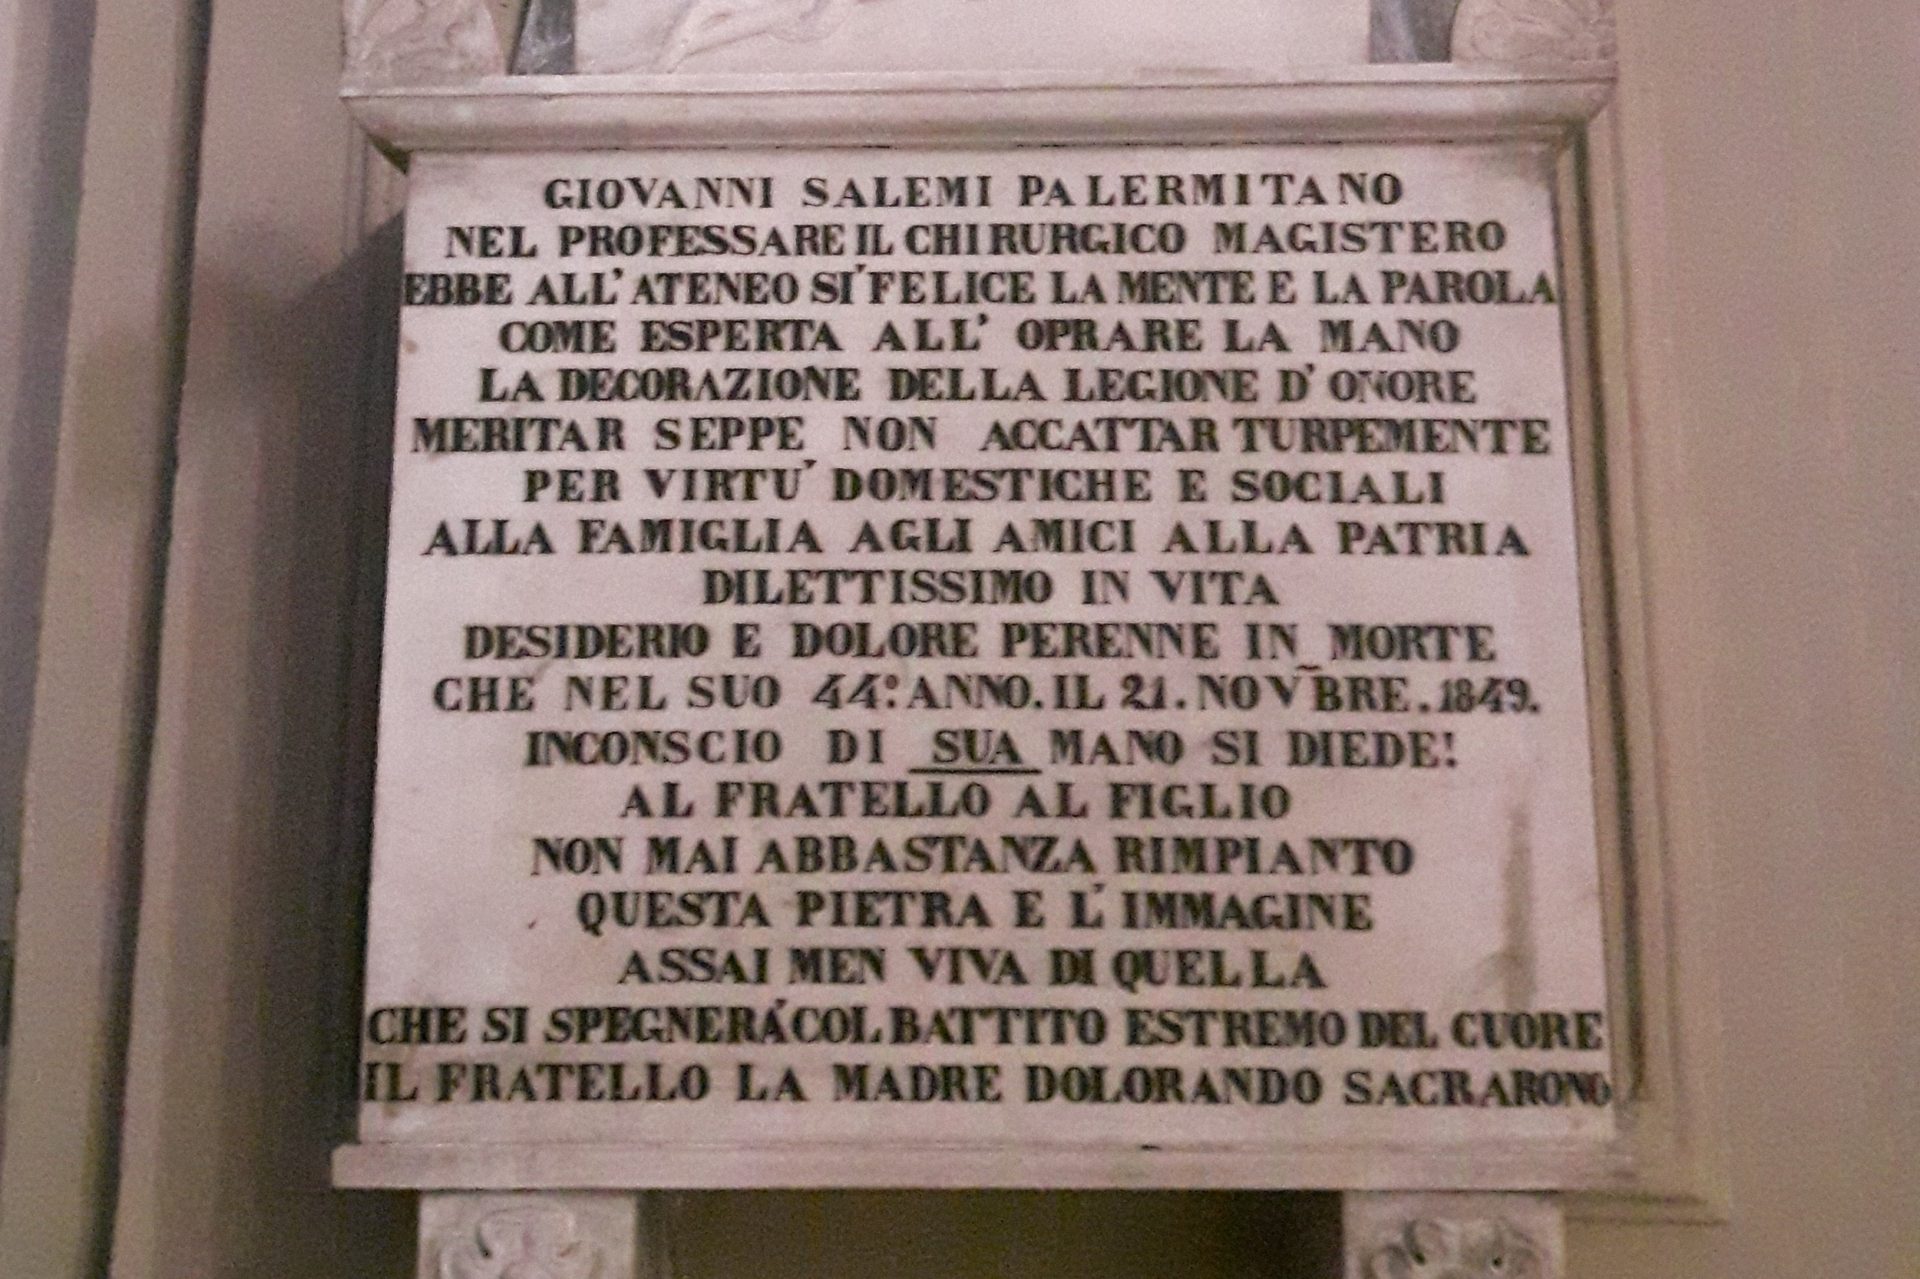 GIOVANNI SALEMI PALERMITANO
NEL PROFESSARE IL CHIRURGICO MAGISTERO
EBBE ALL'ATENEO SI' FELICE LA MENTE E LA PAROLA
COME ESPERTA ALL' OPRARE LA MANO
LA DECORAZIONE DELLA LEGIONE D' ONORE
MERITAR SEPPE NON ACCATTAR TURPEMENTE
PER VIRTU' DOMESTICHE E SOCIALI
ALLA FAMIGLIA AGLI AMICI ALLA PATRIA
DILETTISSIMO IN VITA
DESIDERIO E DOLORE PERENNE IN MORTE
CHE NEL SUO 44º ANNO. IL 21. NOV~BRE. 1849.
INCONSCIO DI SUA MANO SI DIEDE!
AL FRATELLO AL FIGLIO
NON MAI ABBASTANZA RIMPIANTO
QUESTA PIETRA E L' IMMAGINE
ASSAI MEN VIVA DI QUELLA
CHE SI SPEGNERÁ COL BATTITO ESTREMO DEL CUORE
IL FRATELLO LA MADRE DOLORANDO SACRARONO